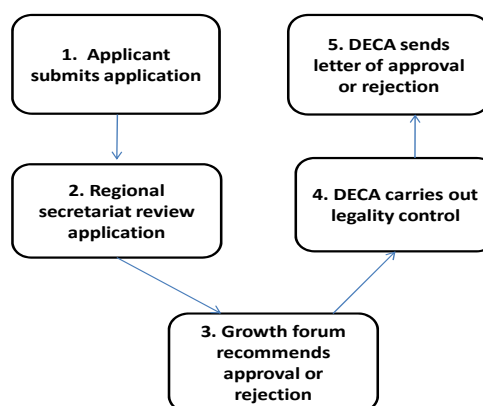 1. Applicant
submits application
2. Regional
secretariat review
application
3. Growth forum
recommends
approval or
rejection
4. DECA carries out
legality control
5. DECA sends
letter of approval
or rejection